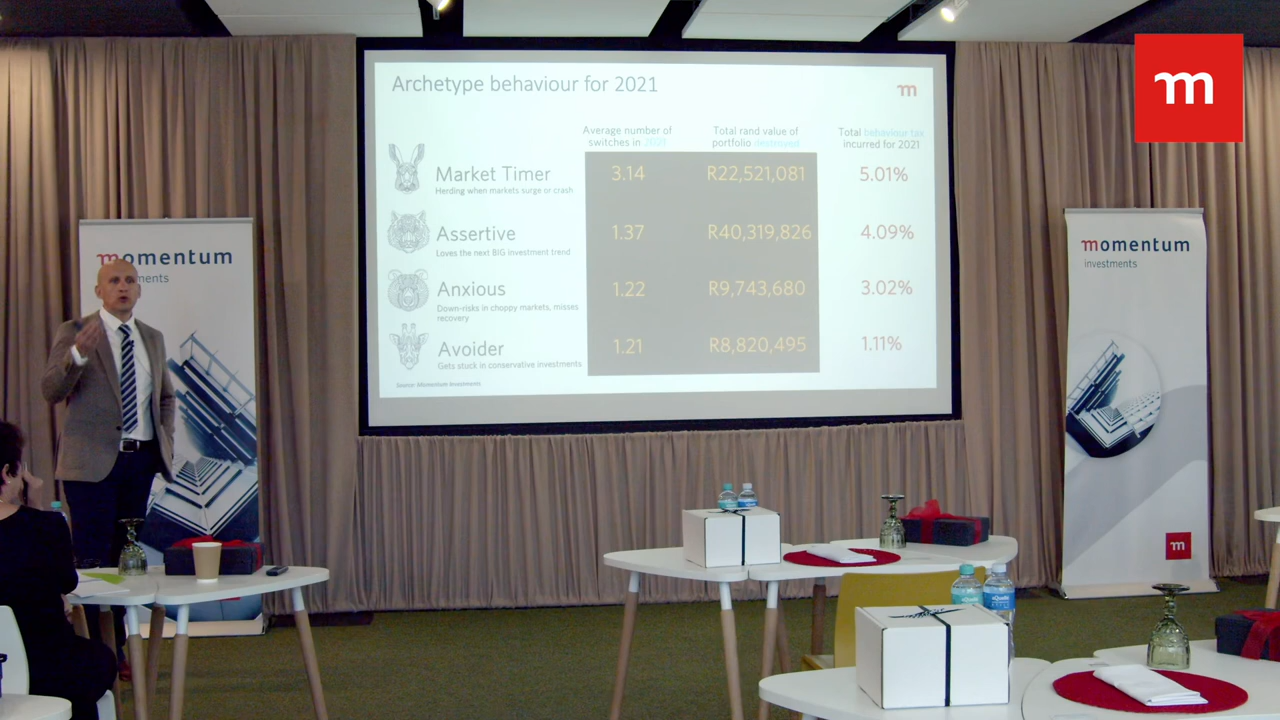 m
Archetype behaviour for 2021
m
Average number of
switches in 2021
Total rand value of
portfolio destroyed
Total behaviour tax
incurred for 2021
Market Timer
Herding when markets surge or crash
3.14
R22,521,081
5.01%
Assertive
Loves the next BIG investment trend
1.37
R40,319,826
4.09%
Anxious
Down-risks in choppy markets, misses
recovery
1.22
R9,743,680
3.02%
Avoider
Gets stuck in conservative investments
1.21
R8,820,495
1.11%
Source: Momentum Investments
momentum
ments
momentum
investments
m